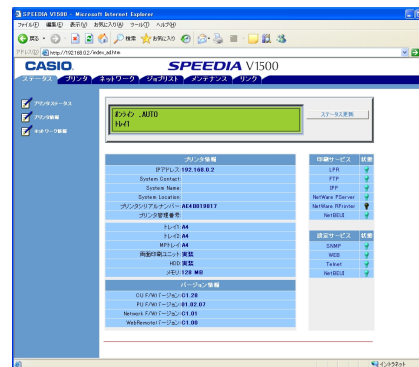 SPEEDIA V1500 - Microsoft Internet Explorer
ファイル(F) 編集(E) 表示(V) お気に入り(A) ツール(T) ヘルプ(H)
戻る 検索 お気に入り
アドレス(D) http://192.168.0.2/index_ad.htm
CASIO.
SPEEDIA V1500
ステータス プリンタ ネットワーク ジョブリスト メンテナンス リンク
プリンタステータス
プリンタ情報
ネットワーク情報
オンライン .AUTO
トレイ1
ステータス更新
プリンタ情報
IPアドレス: 192.168.0.2
System Contact:
System Name:
System Location:
プリンタシリアルナンバー: AE4D019017
プリンタ管理番号:
トレイ1: A4
トレイ2: A4
MPトレイ: A4
両面印刷ユニット: 実装
HDD: 実装
メモリ: 128 MB
バージョン情報
CU F/Wバージョン: C1.20
PU F/Wバージョン: 01.02.07
Network F/Wバージョン: C1.01
WebRemoteバージョン: C1.00
印刷サービス 状態
LPR
FTP
IPP
NetWare PServer
NetWare RPrinter
NetBEUI
設定サービス 状態
SNMP
WEB
Telnet
NetBEUI
インターネット